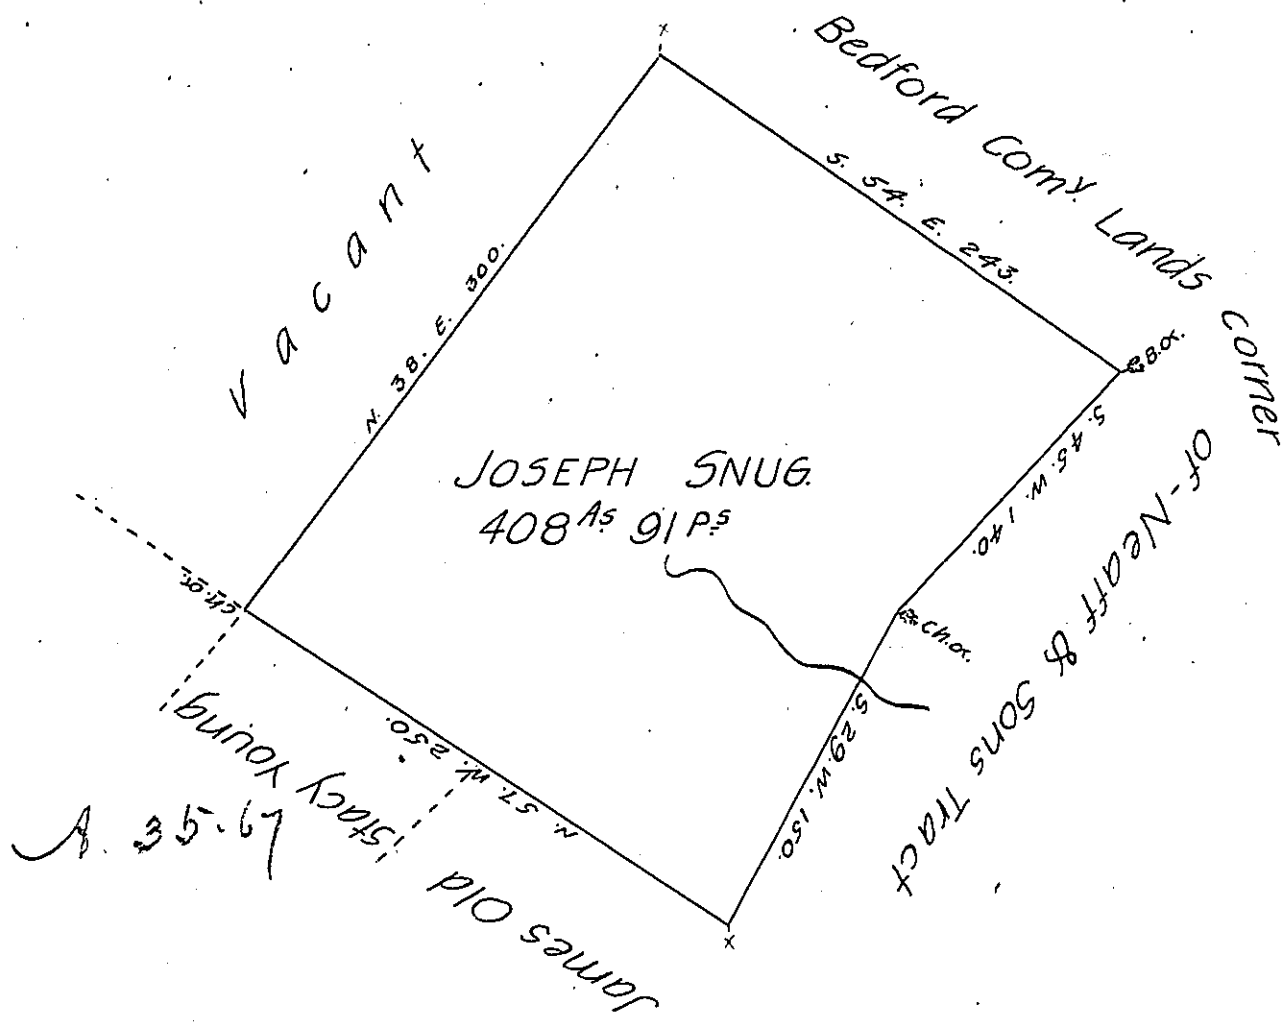 x
Bedford Comy. Lands Corner
S. 54. E. 243.
Vacant
N. 38. E. 300.
B.O.
S. 45. W. 140.
Of-Neaff & Sons Tract
JOSEPH SNUG.
408 As 91 Ps
Ch.O.
Ch.O.
S. 29. W. 150.
N. 57. W. 250.
Stacy Young
James Old
A. 35-67
x